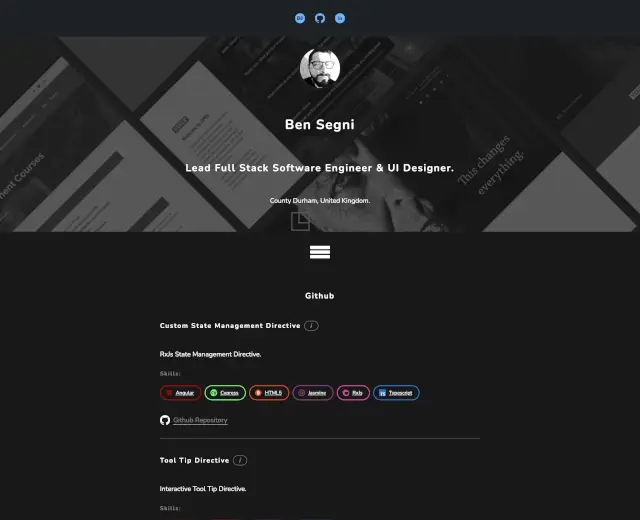 Ben Segni
Lead Full Stack Software Engineer & UI Designer.
County Durham, United Kingdom.
This changes
everything.
ment Courses
Github
Custom State Management Directive i
RxJs State Management Directive.
Skills:
Angular Express HTML5 Jasmine RxJs Typescript
Github Repository
Tool Tip Directive i
Interactive Tool Tip Directive.
Skills: